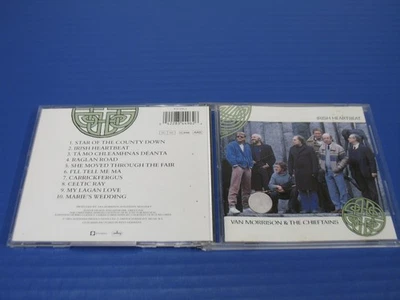 1. STAR OF THE COUNTY DOWN
2. IRISH HEARTBEAT
3. TÀ MO CHLEAMHNAS DÉANTA
4. RAGLAN ROAD
5. SHE MOVED THROUGH THE FAIR
6. I'LL TELL ME MA
7. CARRICKFERGUS
8. CELTIC RAY
9. MY LAGAN LOVE
10. MARIE'S WEDDING
IRISH HEARTBEAT
VAN MORRISON & THE CHIEFTAINS